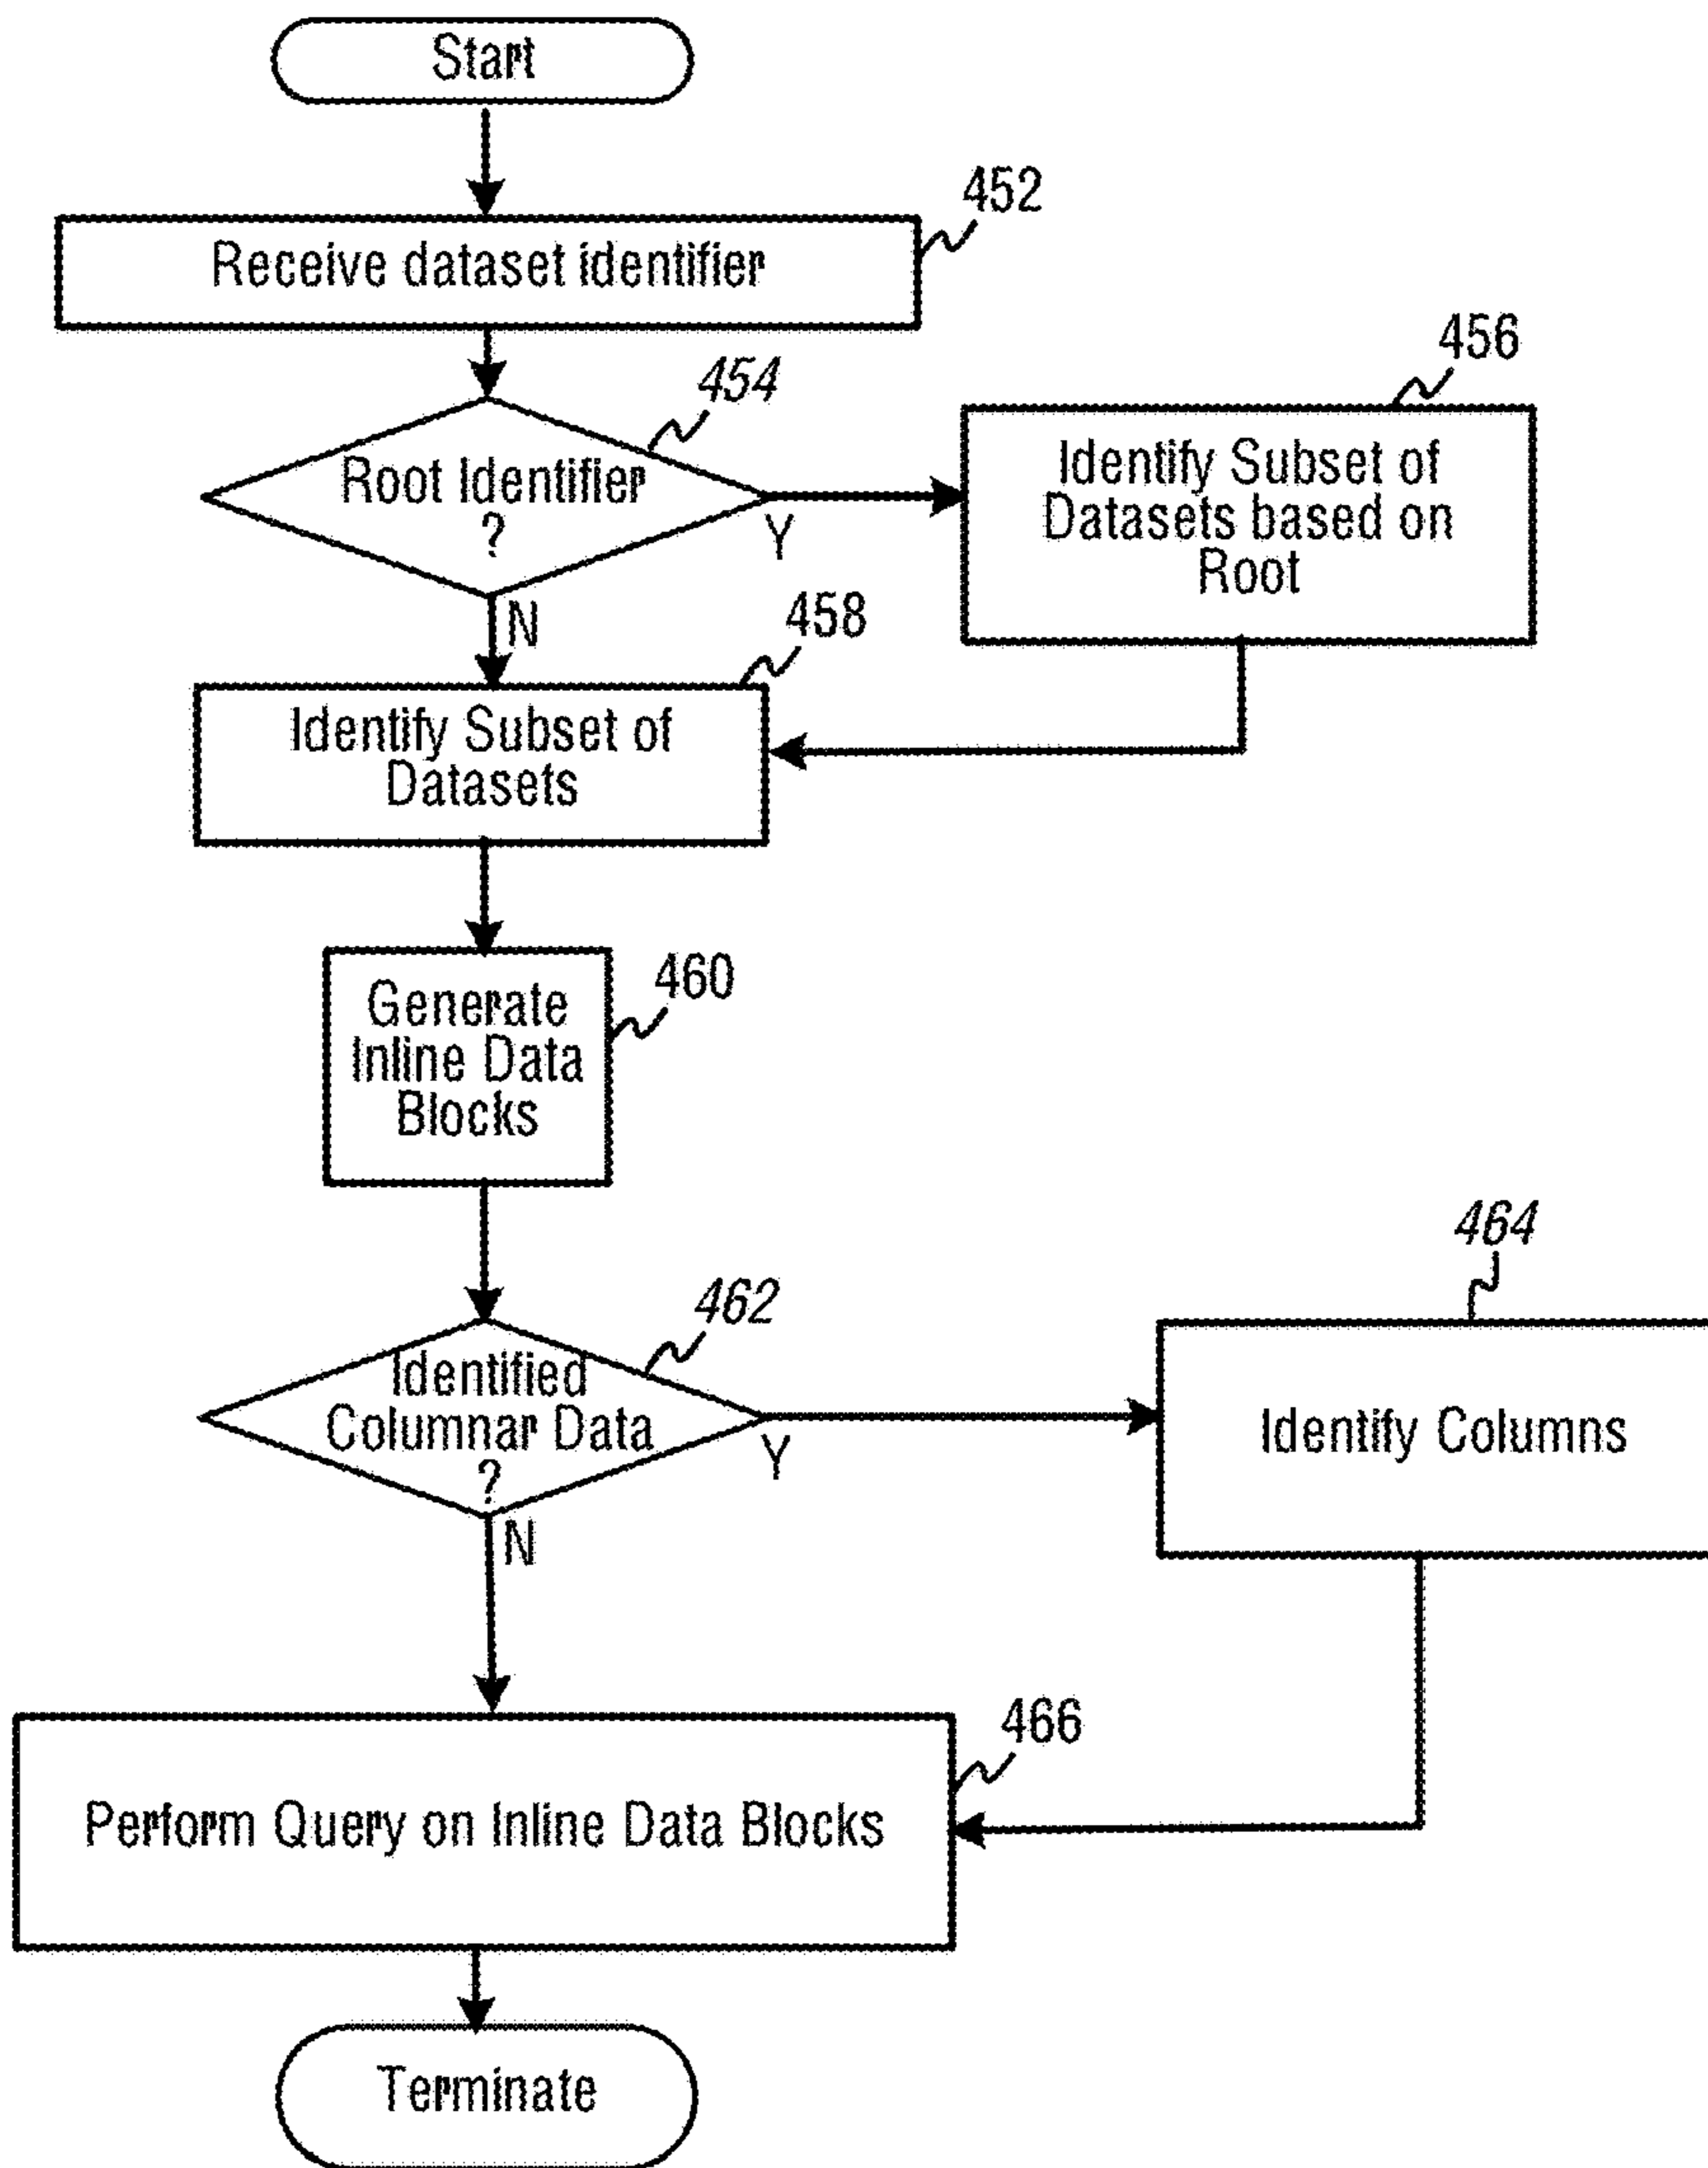 Start
452
Receive dataset identifier
454
456
Root Identifier
?
Y
N
Identify Subset of
Datasets based on
Root
458
Identify Subset of
Datasets
460
Generate
Inline Data
Blocks
462
464
Identified
Columnar Data
?
Y
N
Identify Columns
466
Perform Query on Inline Data Blocks
Terminate